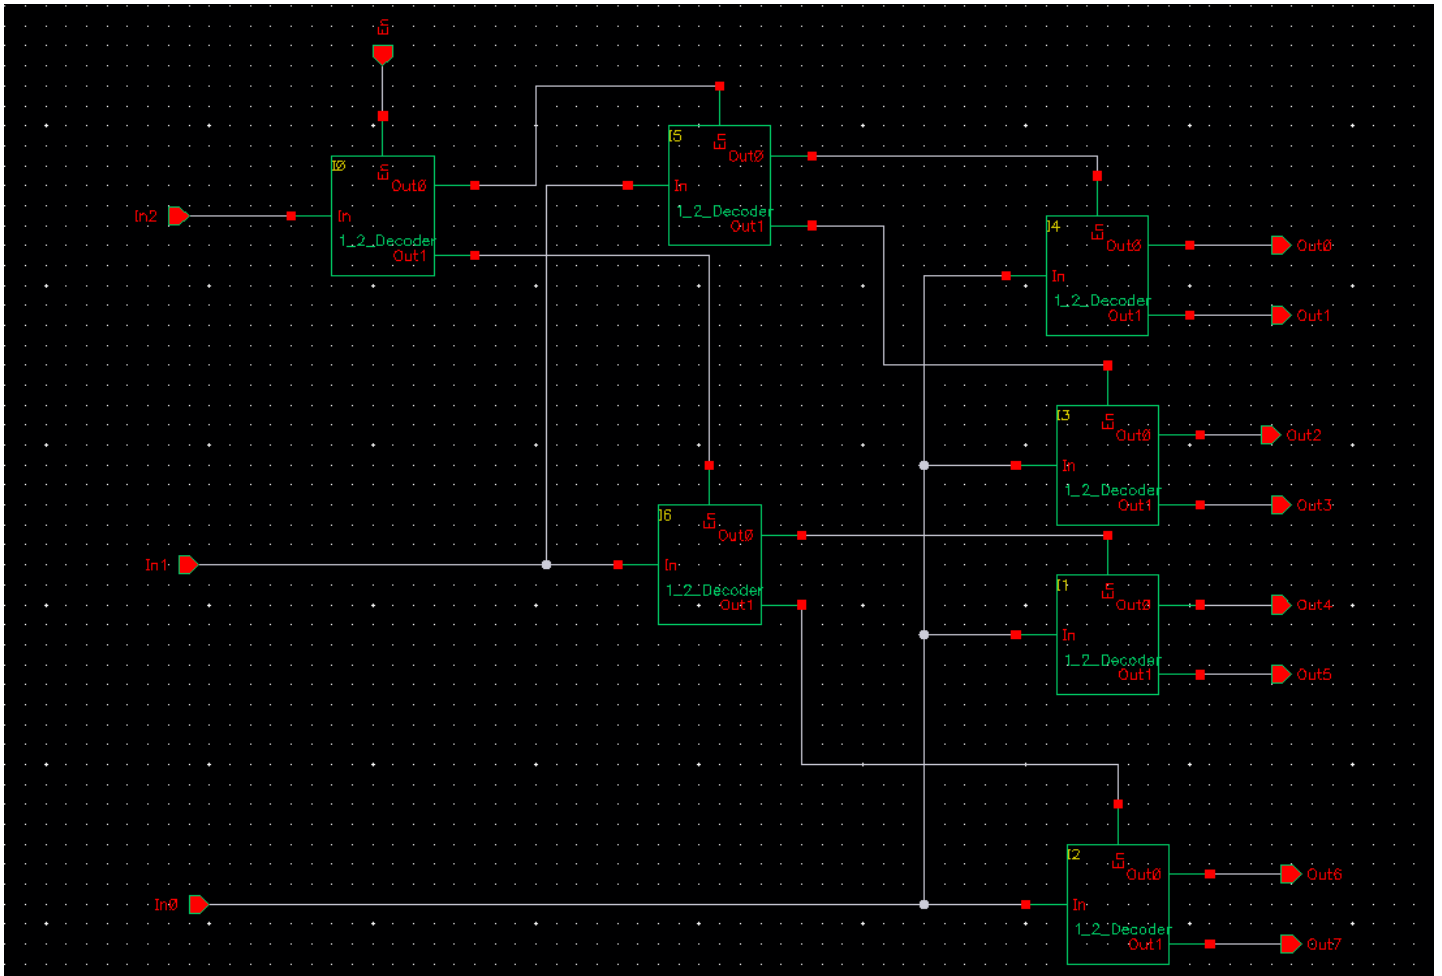 En
I0
En
Out0
In2
In
1_2_Decoder
Out1
I5
En
Out0
In
1_2_Decoder
Out1
I4
En
Out0
Out0
In
1_2_Decoder
Out1
Out1
I3
En
Out0
Out2
In
1_2_Decoder
Out1
Out3
I6
En
Out0
In1
In
1_2_Decoder
Out1
I1
En
Out0
Out4
In
1_2_Decoder
Out1
Out5
I2
En
Out0
Out6
In0
In
1_2_Decoder
Out1
Out7